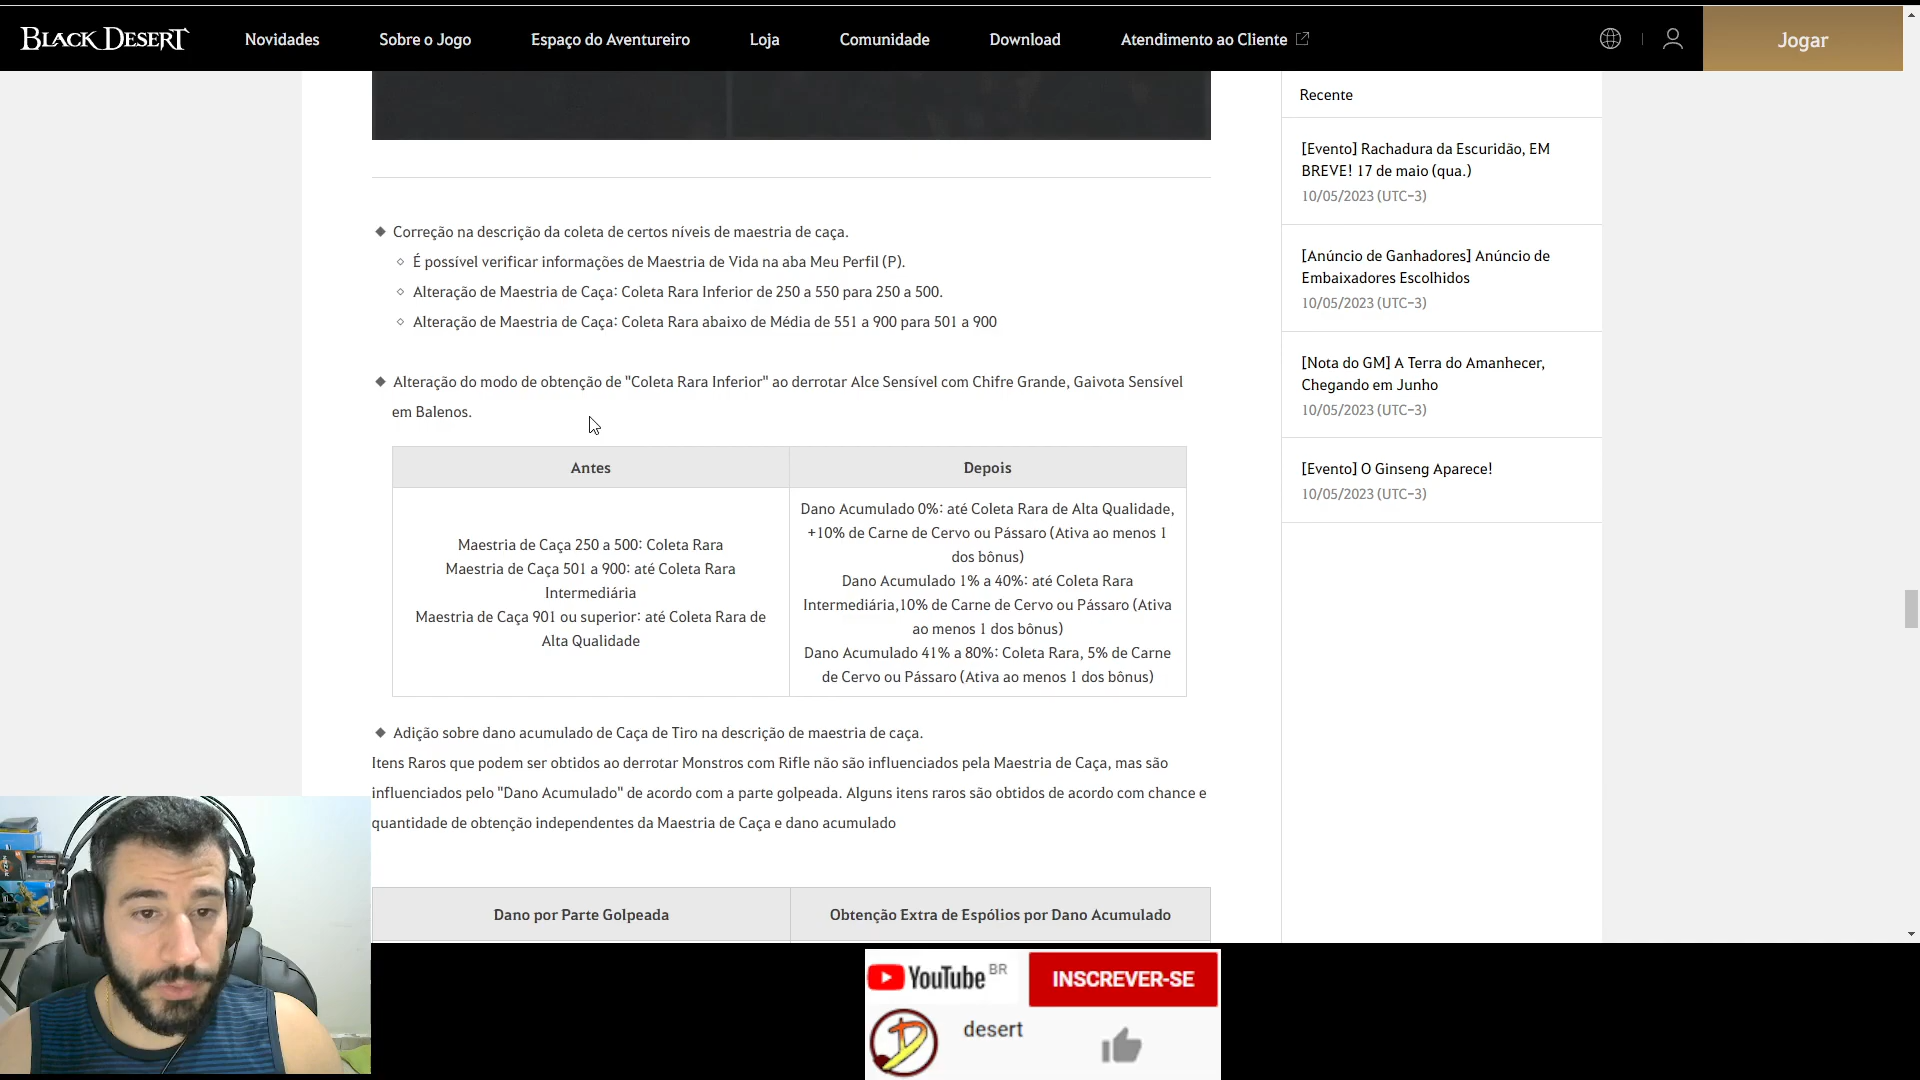 BLACK DESERT
Novidades
Sobre o Jogo
Espaço do Aventureiro
Loja
Comunidade
Download
Atendimento ao Cliente
Jogar
Correção na descrição da coleta de certos níveis de maestria de caça.
É possível verificar informações de Maestria de Vida na aba Meu Perfil (P).
Alteração de Maestria de Caça: Coleta Rara Inferior de 250 a 550 para 250 a 500.
Alteração de Maestria de Caça: Coleta Rara abaixo de Média de 551 a 900 para 501 a 900
Alteração do modo de obtenção de "Coleta Rara Inferior" ao derrotar Alce Sensível com Chifre Grande, Gaivota Sensível
em Balenos.
Antes
Depois
Maestria de Caça 250 a 500: Coleta Rara
Maestria de Caça 501 a 900: até Coleta Rara
Intermediária
Maestria de Caça 901 ou superior: até Coleta Rara de
Alta Qualidade
Dano Acumulado 0%: até Coleta Rara de Alta Qualidade,
+10% de Carne de Cervo ou Pássaro (Ativa ao menos 1
dos bônus)
Dano Acumulado 1% a 40%: até Coleta Rara
Intermediária,10% de Carne de Cervo ou Pássaro (Ativa
ao menos 1 dos bônus)
Dano Acumulado 41% a 80%: Coleta Rara, 5% de Carne
de Cervo ou Pássaro (Ativa ao menos 1 dos bônus)
Adição sobre dano acumulado de Caça de Tiro na descrição de maestria de caça.
Itens Raros que podem ser obtidos ao derrotar Monstros com Rifle não são influenciados pela Maestria de Caça, mas são
influenciados pelo "Dano Acumulado" de acordo com a parte golpeada. Alguns itens raros são obtidos de acordo com chance e
quantidade de obtenção independentes da Maestria de Caça e dano acumulado
Dano por Parte Golpeada
Obtenção Extra de Espólios por Dano Acumulado
Recente
[Evento] Rachadura da Escuridão, EM
BREVE! 17 de maio (qua.)
10/05/2023 (UTC-3)
[Anúncio de Ganhadores] Anúncio de
Embaixadores Escolhidos
10/05/2023 (UTC-3)
[Nota do GM] A Terra do Amanhecer,
Chegando em Junho
10/05/2023 (UTC-3)
[Evento] O Ginseng Aparece!
10/05/2023 (UTC-3)
YouTube BR
INSCREVER-SE
desert